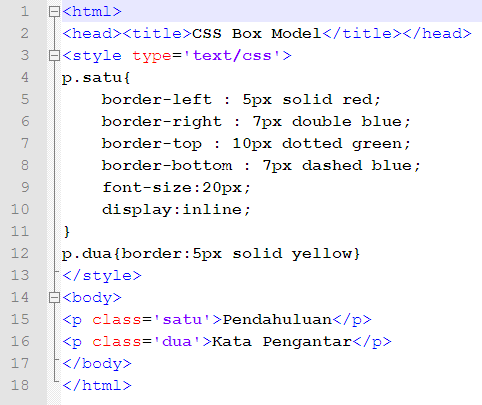 1 <html>
2 <head><title>CSS Box Model</title></head>
3 <style type='text/css'>
4 p.satu{
5     border-left : 5px solid red;
6     border-right : 7px double blue;
7     border-top : 10px dotted green;
8     border-bottom : 7px dashed blue;
9     font-size:20px;
10     display:inline;
11 }
12 p.dua{border:5px solid yellow}
13 </style>
14 <body>
15 <p class='satu'>Pendahuluan</p>
16 <p class='dua'>Kata Pengantar</p>
17 </body>
18 </html>